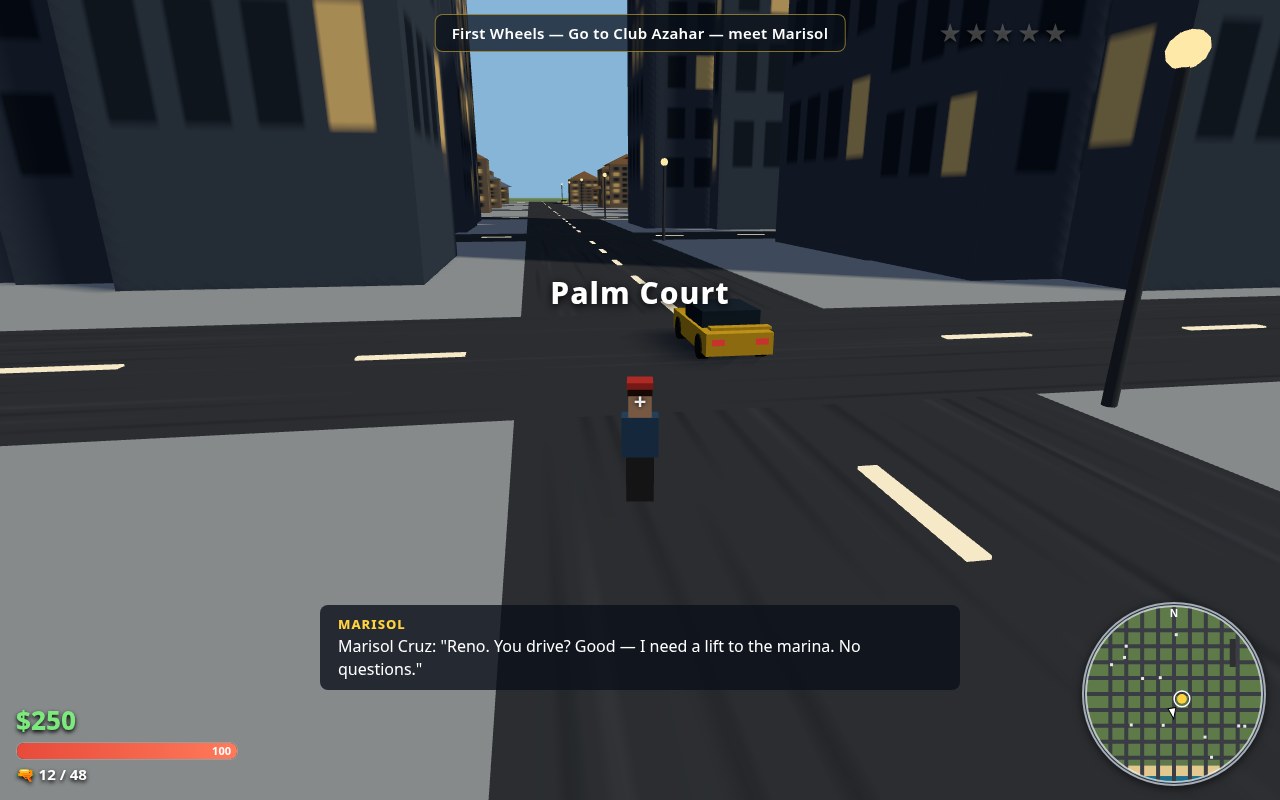 First Wheels — Go to Club Azahar — meet Marisol
Palm Court
MARISOL
Marisol Cruz: "Reno. You drive? Good — I need a lift to the marina. No
questions."
N
$250
100
12 / 48